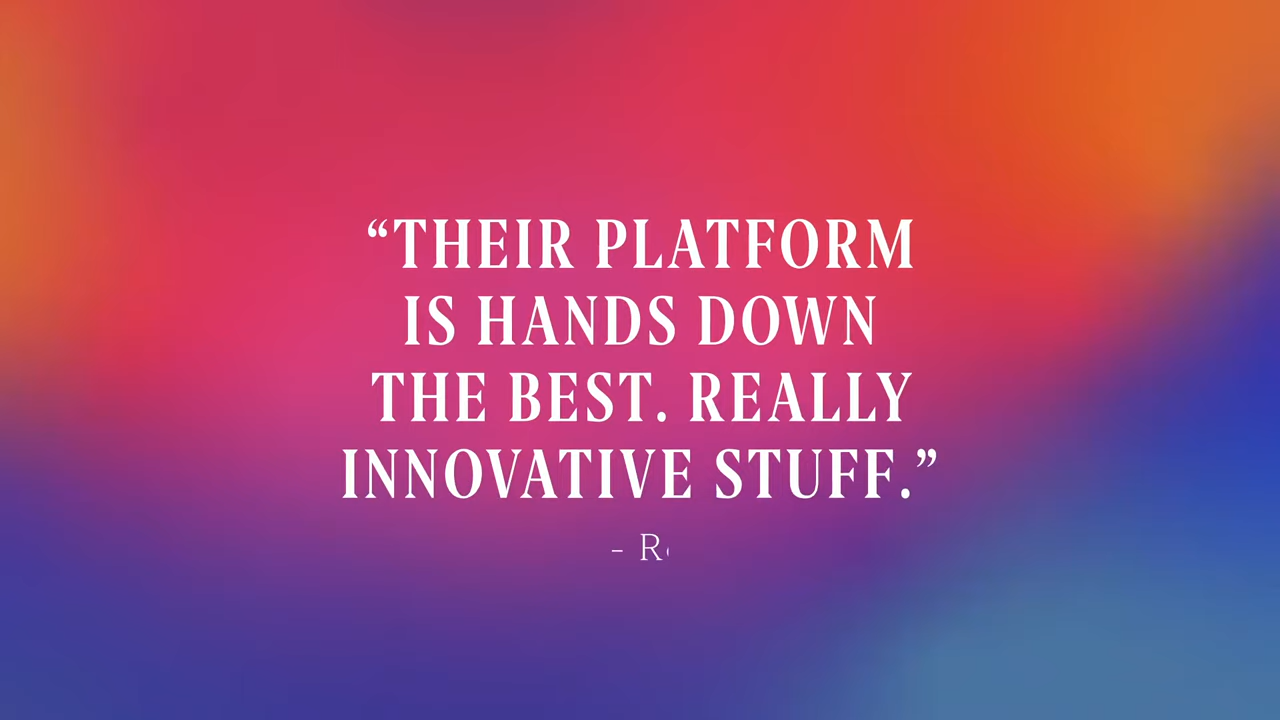 “THEIR PLATFORM
IS HANDS DOWN
THE BEST. REALLY
INNOVATIVE STUFF.”
- R